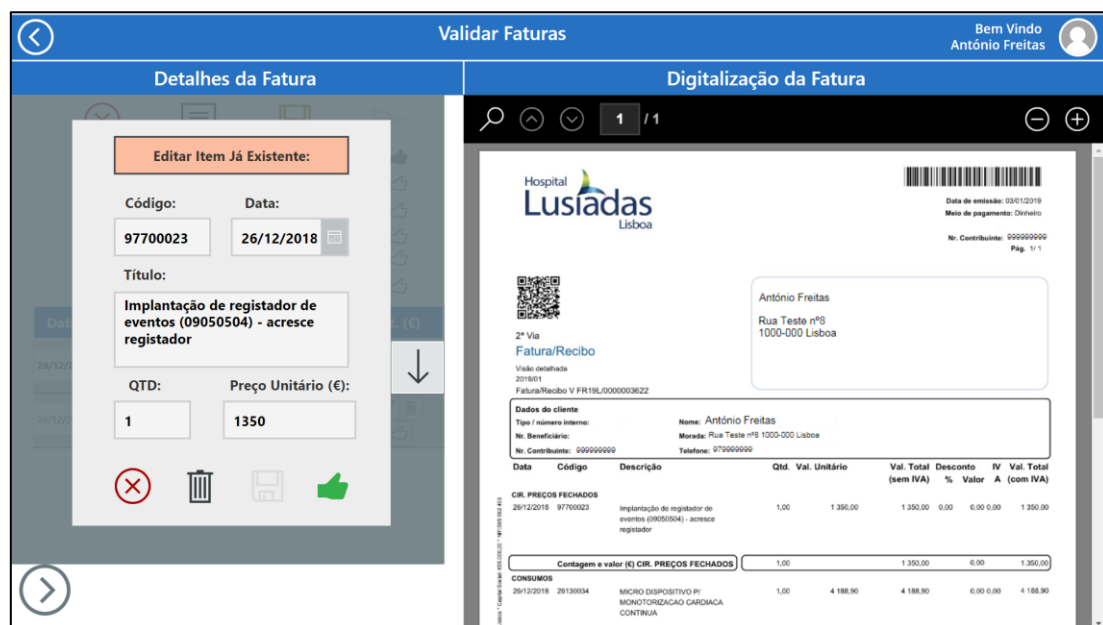 Validar Faturas
Bem Vindo
António Freitas
Detalhes da Fatura
Digitalização da Fatura
1 / 1
Editar Item Já Existente:
Código: Data:
97700023 26/12/2018
Título:
Implantação de registador de
eventos (09050504) - acresce
registador
QTD: Preço Unitário (€):
1 1350
(€)
Hospital
Lusíadas
Lisboa
Data de emissão: 03/01/2019
Meio de pagamento: Dinheiro
Nr. Contribuinte: 999999999
Pág. 1/ 1
António Freitas
Rua Teste nº8
1000-000 Lisboa
2ª Via
Fatura/Recibo
Visão detalhada
2019/01
Fatura/Recibo V FR19L/0000003622
Dados do cliente
Tipo / número interno: Nome: António Freitas
Nr. Beneficiário: Morada: Rua Teste nº8 1000-000 Lisboa
Nr. Contribuinte: 999999999 Telefone: 979999999
Data Código Descrição Qtd. Val. Unitário Val. Total Desconto IV Val. Total
(sem IVA) % Valor A (com IVA)
CIR. PREÇOS FECHADOS
26/12/2018 97700023 Implantação de registador de 1,00 1 350,00 1 350,00 0,00 0,00 0,00 1 350,00
eventos (09050504) - acresce
registador
Contagem e valor (€) CIR. PREÇOS FECHADOS 1,00 1 350,00 0,00 1.350,00
CONSUMOS
26/12/2018 26130034 MICRO DISPOSITIVO P/ 1,00 4 188,90 4 188,90 0,00 0,00 4 188,90
MONOTORIZACAO CARDIACA
CONTINUA